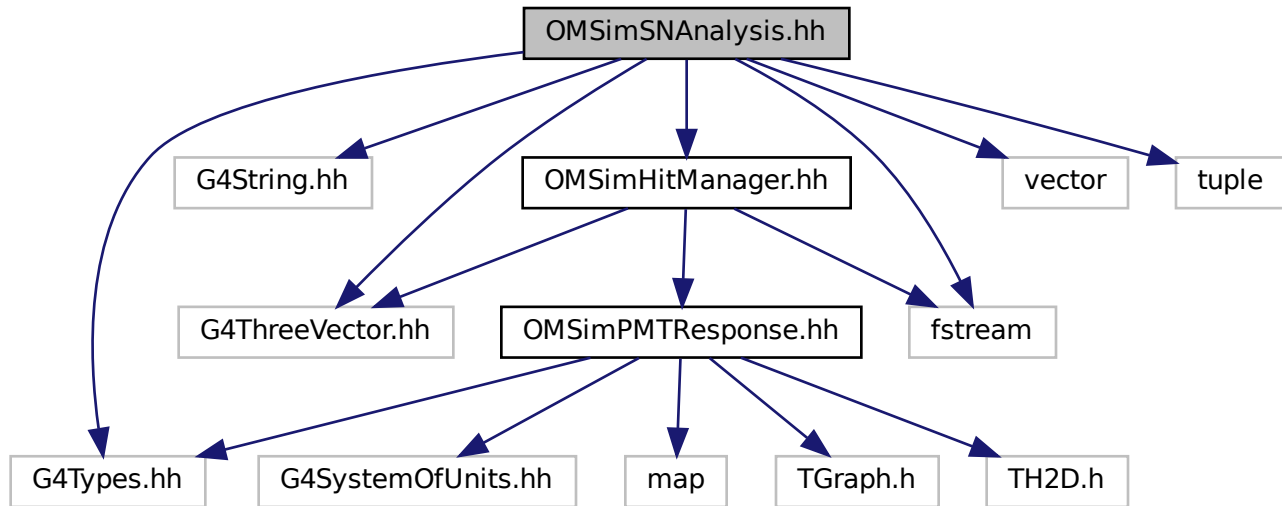 OMSimSNAnalysis.hh
G4String.hh
OMSimHitManager.hh
vector
tuple
G4ThreeVector.hh
OMSimPMTResponse.hh
fstream
G4Types.hh
G4SystemOfUnits.hh
map
TGraph.h
TH2D.h